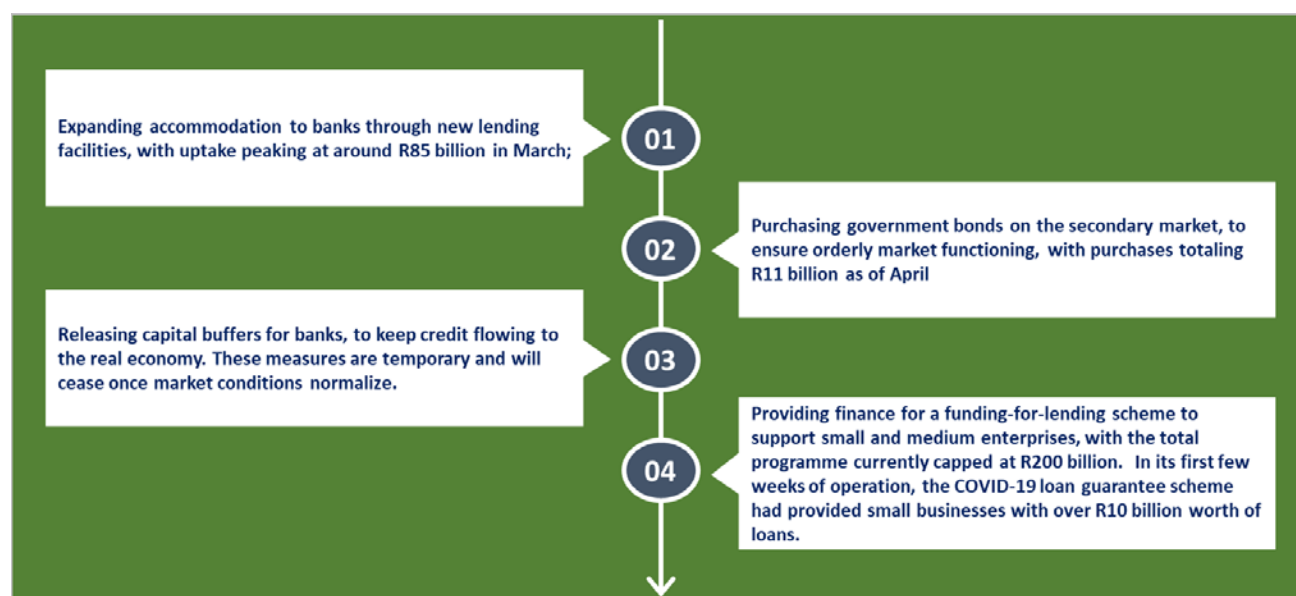 01
Expanding accommodation to banks through new lending
facilities, with uptake peaking at around R85 billion in March;
02
Purchasing government bonds on the secondary market, to
ensure orderly market functioning, with purchases totaling
R11 billion as of April
03
Releasing capital buffers for banks, to keep credit flowing to
the real economy. These measures are temporary and will
cease once market conditions normalize.
04
Providing finance for a funding-for-lending scheme to
support small and medium enterprises, with the total
programme currently capped at R200 billion. In its first few
weeks of operation, the COVID-19 loan guarantee scheme
had provided small businesses with over R10 billion worth of
loans.